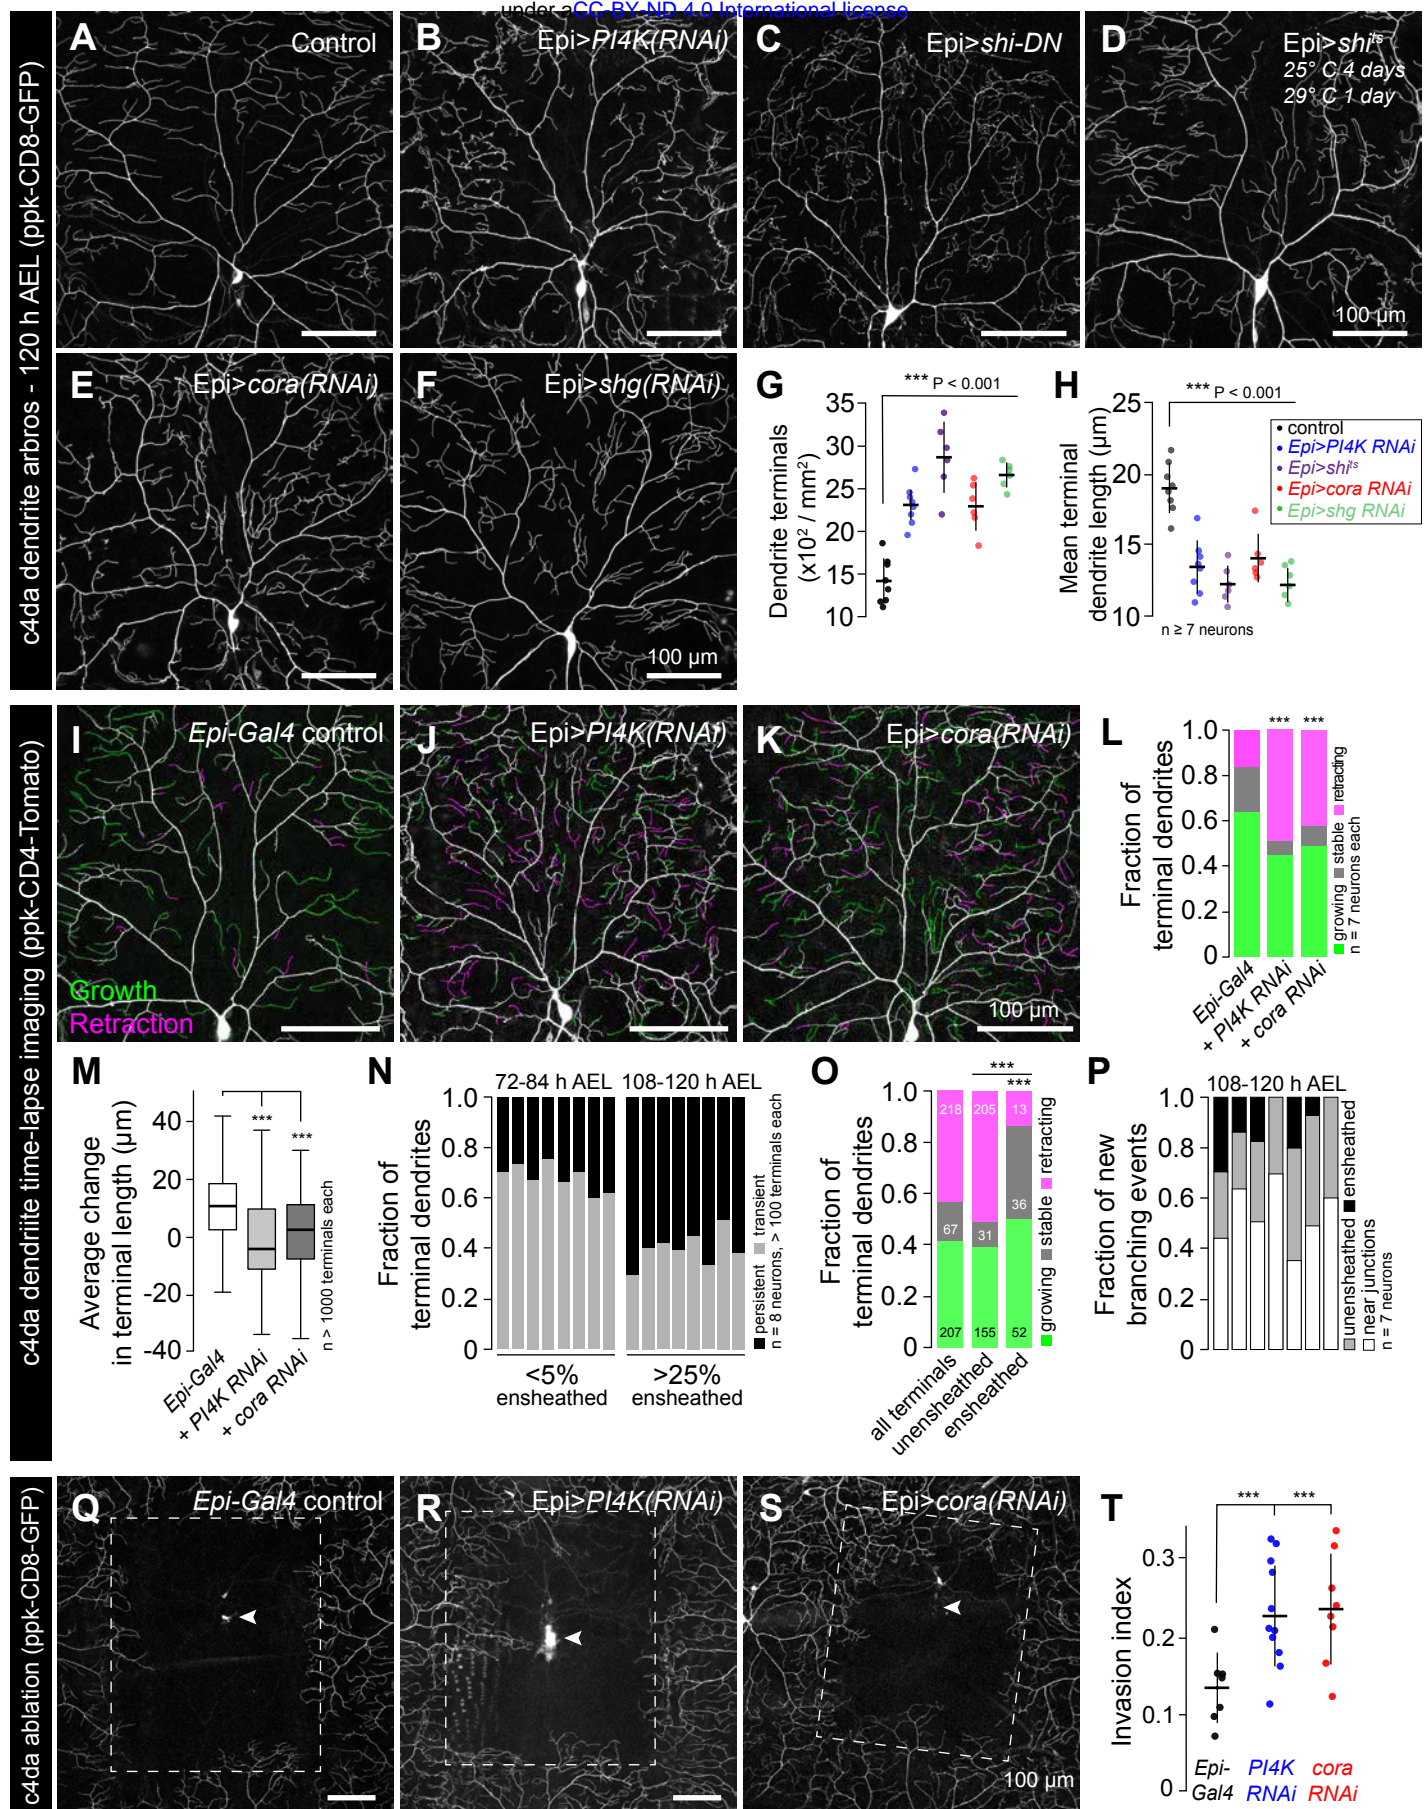 under aCC-BY-ND 4.0 International license
c4da dendrite arbros - 120 h AEL (ppk-CD8-GFP)
A
Control
B
Epi>PI4K(RNAi)
C
Epi>shi-DN
D
Epi>shits
25° C 4 days
29° C 1 day
100 µm
E
Epi>cora(RNAi)
F
Epi>shg(RNAi)
100 µm
G
*** P < 0.001
Dendrite terminals
(x10² / mm²)
35
30
25
20
15
10
H
*** P < 0.001
Mean terminal
dendrite length (µm)
25
20
15
10
n ≥ 7 neurons
control
Epi>PI4K RNAi
Epi>shits
Epi>cora RNAi
Epi>shg RNAi
c4da dendriite time-lapse imaging (ppk-CD4-Tomato)
I
Epi-Gal4 control
Growth
Retraction
J
Epi>PI4K(RNAi)
K
Epi>cora(RNAi)
100 µm
L
Fraction of
terminal dendrites
1.0
0.8
0.6
0.4
0.2
0
*** ***
Epi-Gal4
+ PI4K RNAi
+ cora RNAi
growing stable retracting
n = 7 neurons each
M
Average change
in terminal length (µm)
40
20
0
-20
-40
***
***
Epi-Gal4
+ PI4K RNAi
+ cora RNAi
n > 1000 terminals each
N
72-84 h AEL 108-120 h AEL
Fraction of
terminal dendrites
1.0
0.8
0.6
0.4
0.2
0
<5%
ensheathed
>25%
ensheathed
persistent transient
n = 8 neurons, > 100 terminals each
O
***
***
Fraction of
terminal dendrites
1.0
0.8
0.6
0.4
0.2
0
218 205 13
67 31 36
207 155 52
all terminals
unensheathed
ensheathed
growing stable retracting
P
108-120 h AEL
Fraction of new
branching events
1.0
0.8
0.6
0.4
0.2
0
unensheathed ensheathed
near junctions
n = 7 neurons
c4da ablation (ppk-CD8-GFP)
Q
Epi-Gal4 control
R
Epi>PI4K(RNAi)
S
Epi>cora(RNAi)
100 µm
T
*** ***
Invasion index
0.3
0.2
0.1
0
Epi-
Gal4
PI4K
RNAi
cora
RNAi